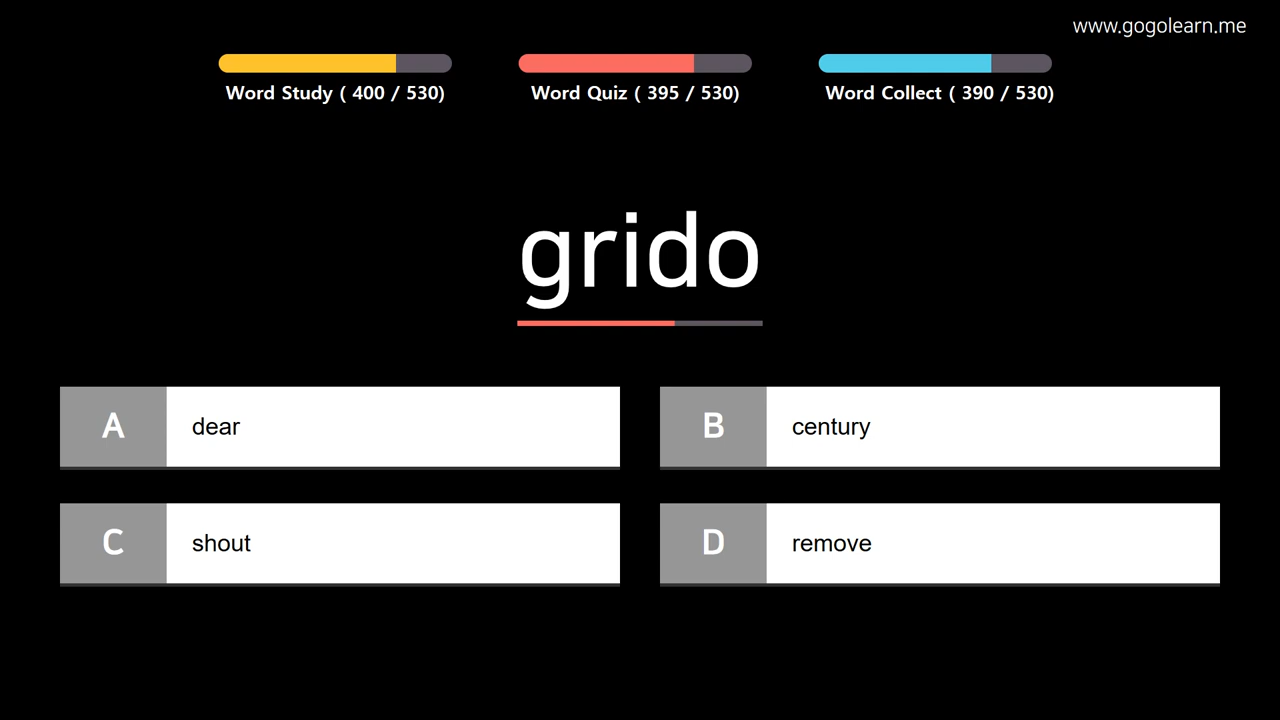 www.gogolearn.me
Word Study ( 400 / 530)
Word Quiz ( 395 / 530)
Word Collect ( 390 / 530)
grido
A dear
B century
C shout
D remove